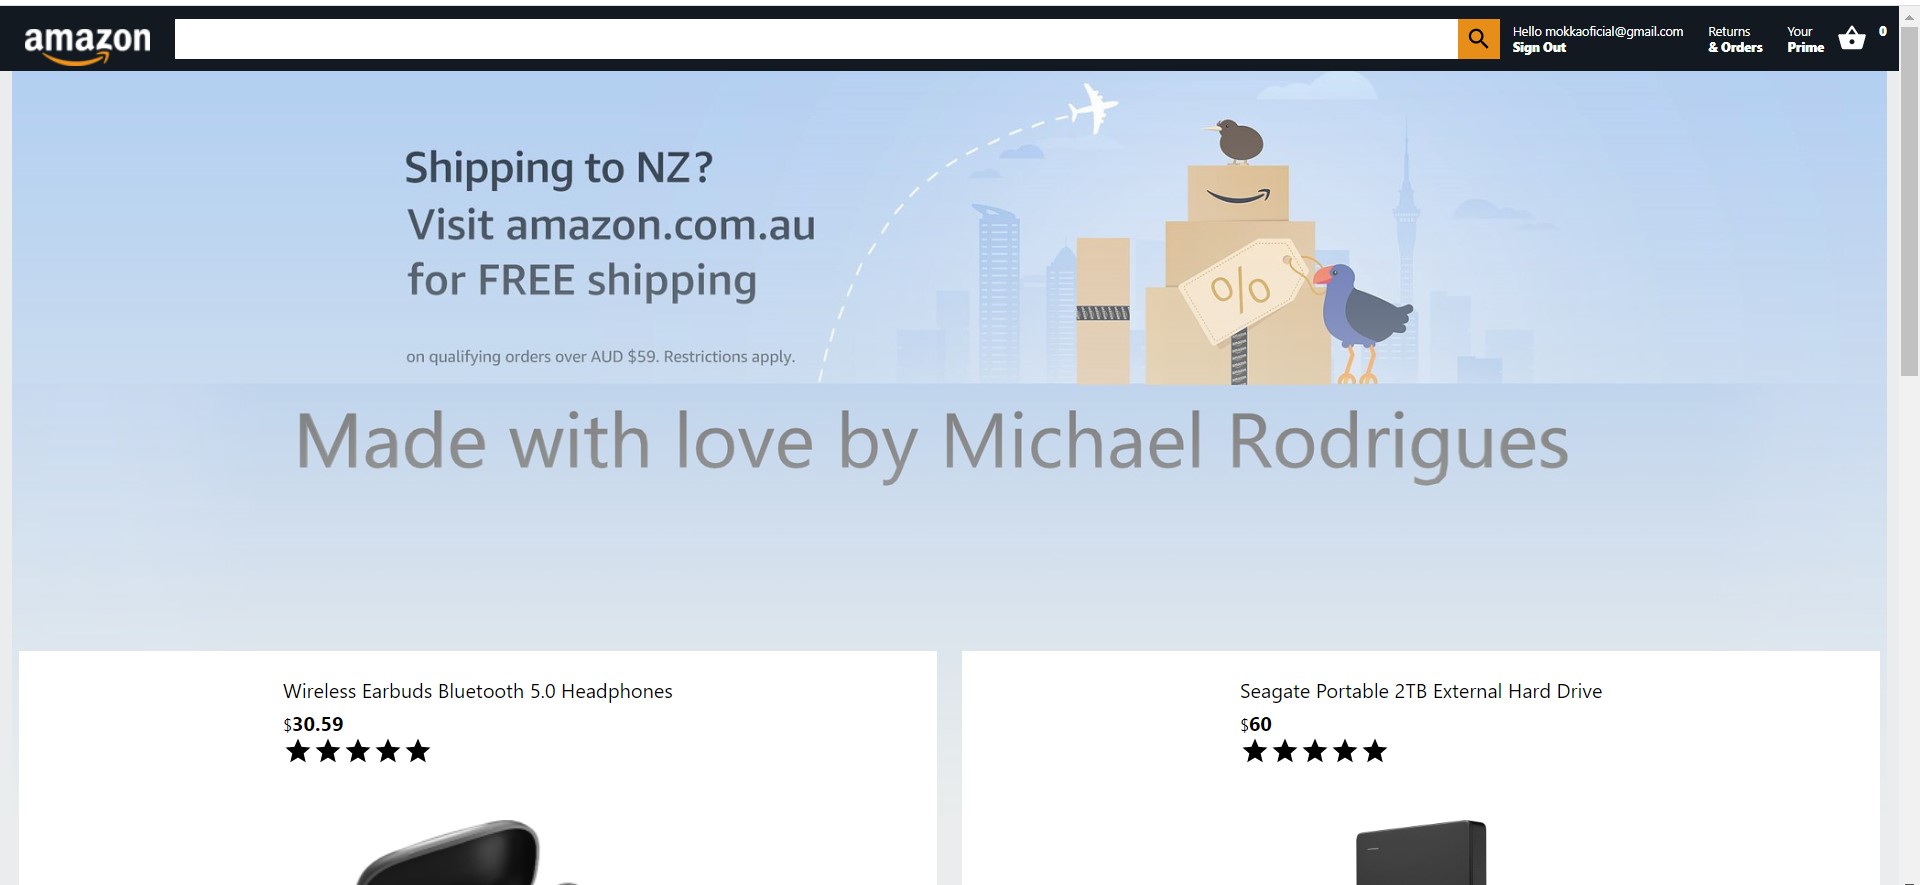 amazon
Hello mokkaoficial@gmail.com
Sign Out
Returns
& Orders
Your
Prime
0
Shipping to NZ?
Visit amazon.com.au
for FREE shipping
on qualifying orders over AUD $59. Restrictions apply.
%
Made with love by Michael Rodrigues
Wireless Earbuds Bluetooth 5.0 Headphones
$30.59
Seagate Portable 2TB External Hard Drive
$60